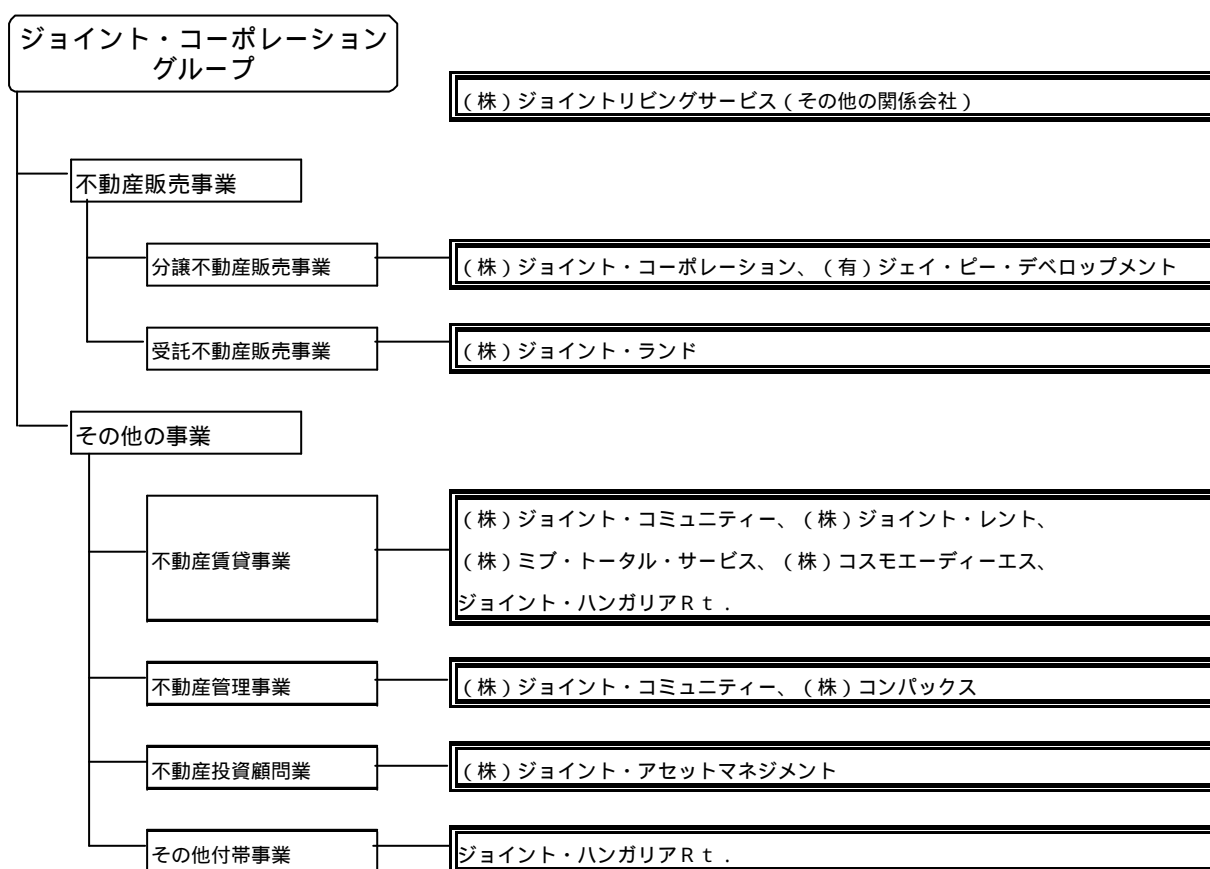 ジョイント・コーポレーション
グループ
(株)ジョイントリビングサービス(その他の関係会社)
不動産販売事業
分譲不動産販売事業
(株)ジョイント・コーポレーション、(有)ジェイ・ピー・デベロップメント
受託不動産販売事業
(株)ジョイント・ランド
その他の事業
(株)ジョイント・コミュニティー、(株)ジョイント・レント、
不動産賃貸事業
(株)ミブ・トータル・サービス、(株)コスモエーディーエス、
ジョイント・ハンガリアRt.
不動産管理事業
(株)ジョイント・コミュニティー、(株)コンパックス
不動産投資顧問業
(株)ジョイント・アセットマネジメント
その他付帯事業
ジョイント・ハンガリアRt.